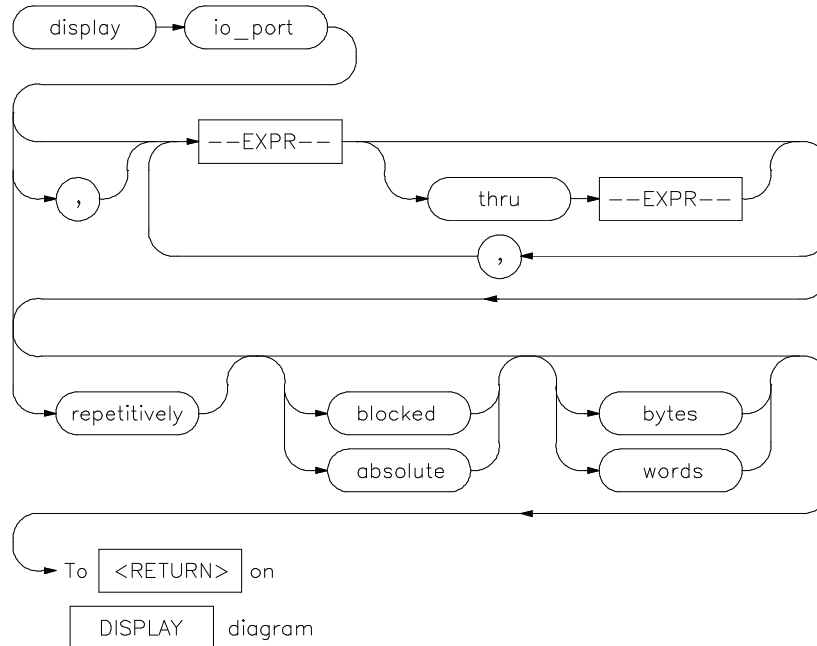 display io_port
--EXPR--
, thru --EXPR--
,
repetitively blocked bytes
absolute words
To <RETURN> on
DISPLAY diagram